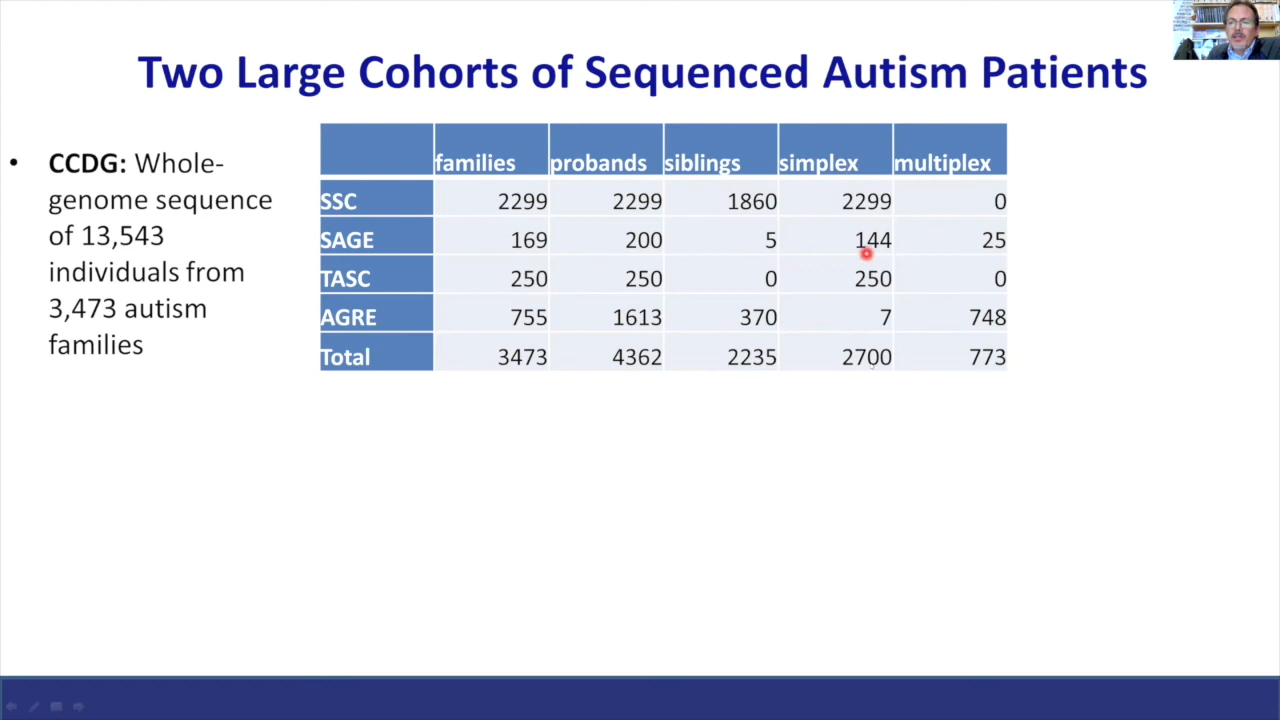 Two Large Cohorts of Sequenced Autism Patients
• CCDG: Whole-
genome sequence
of 13,543
individuals from
3,473 autism
families
families probands siblings simplex multiplex
SSC 2299 2299 1860 2299 0
SAGE 169 200 5 144 25
TASC 250 250 0 250 0
AGRE 755 1613 370 7 748
Total 3473 4362 2235 2700 773